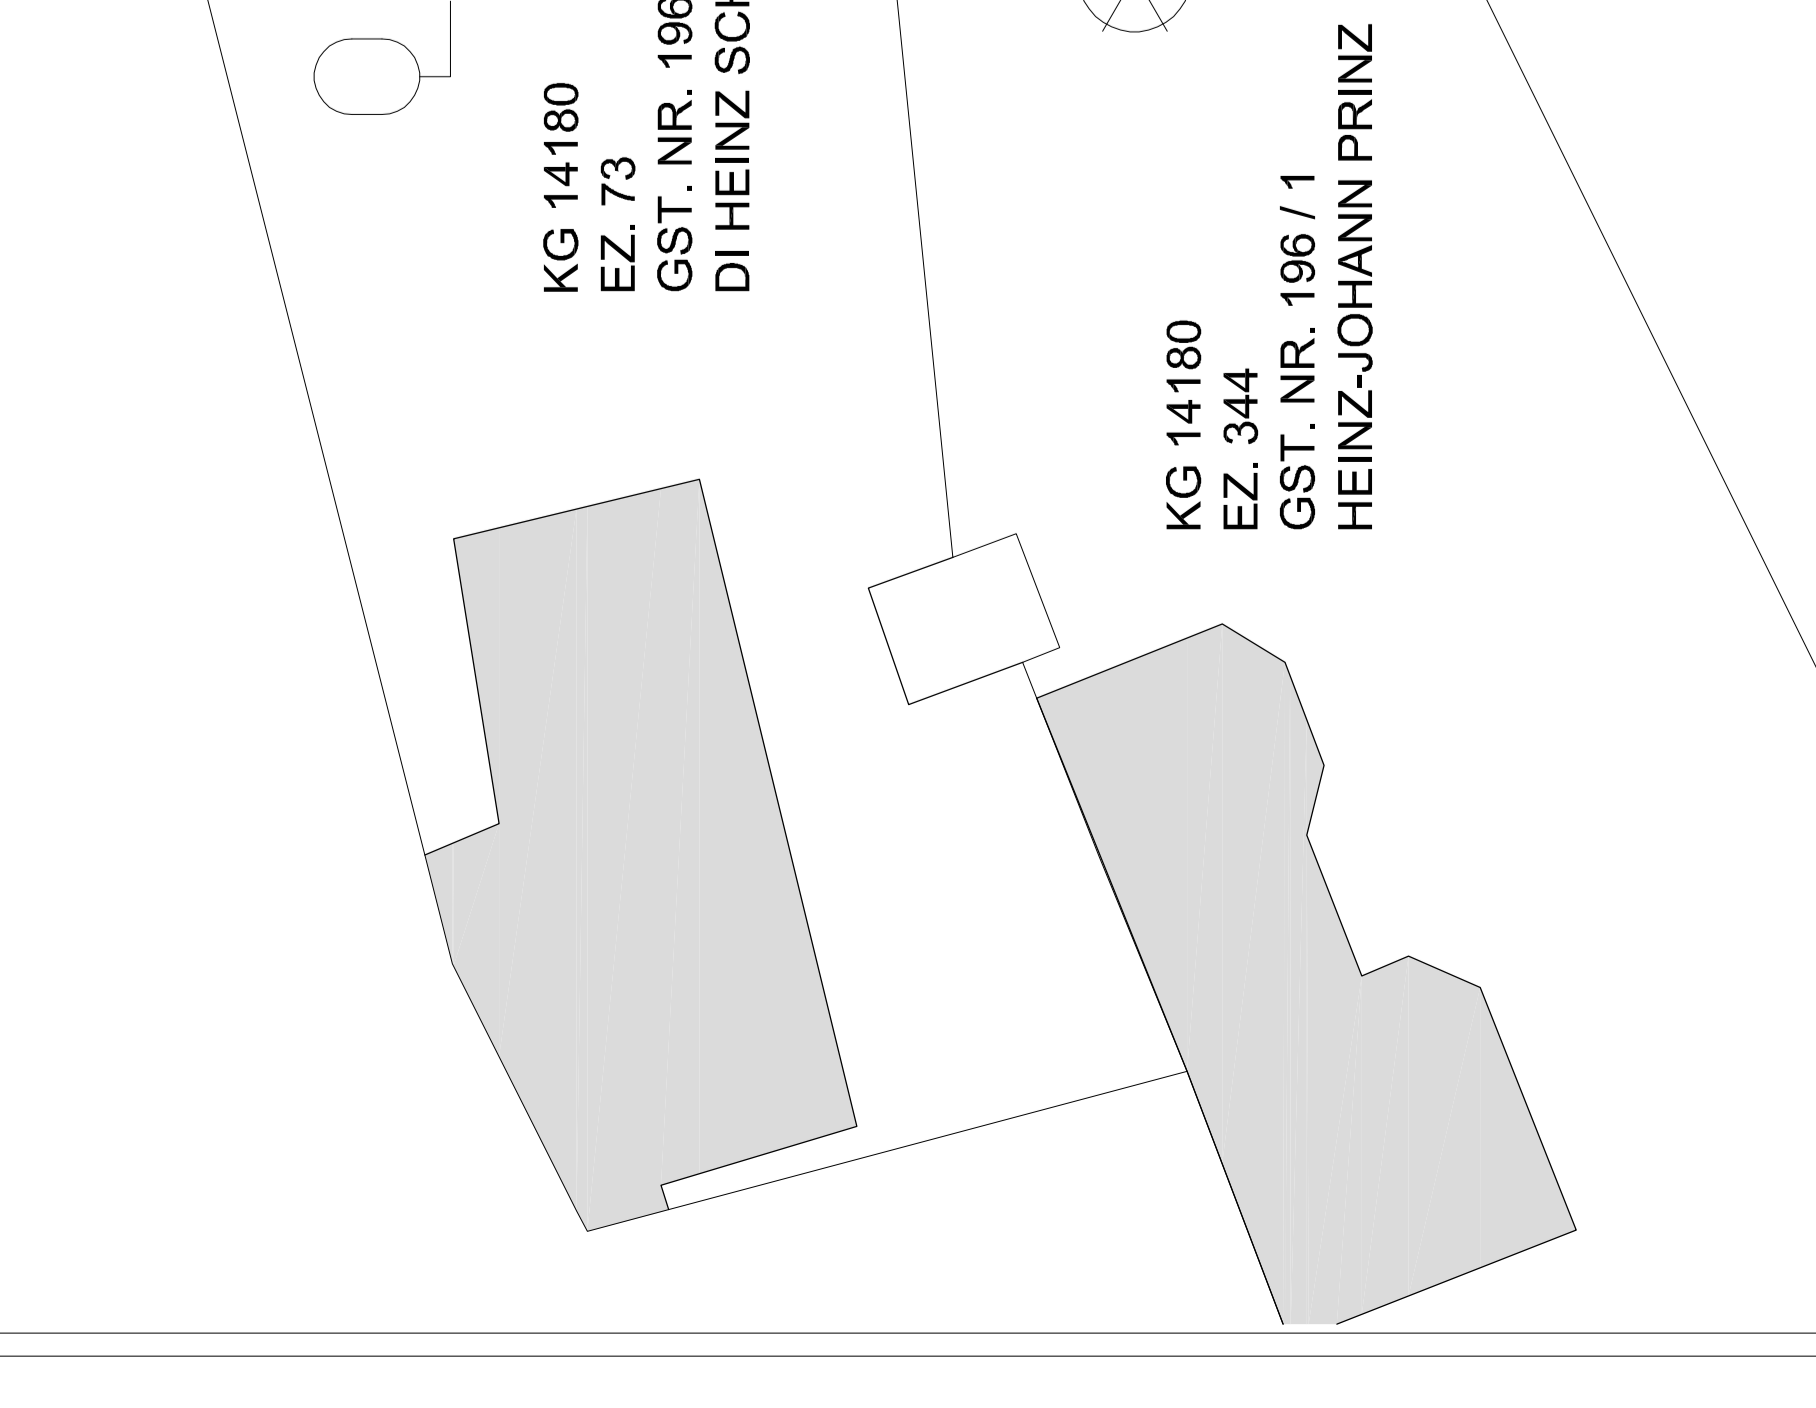 KG 14180
EZ. 73
GST. NR. 196
DI HEINZ
KG 14180
EZ. 344
GST. NR. 196 / 1
HEINZ-JOHANN PRINZ